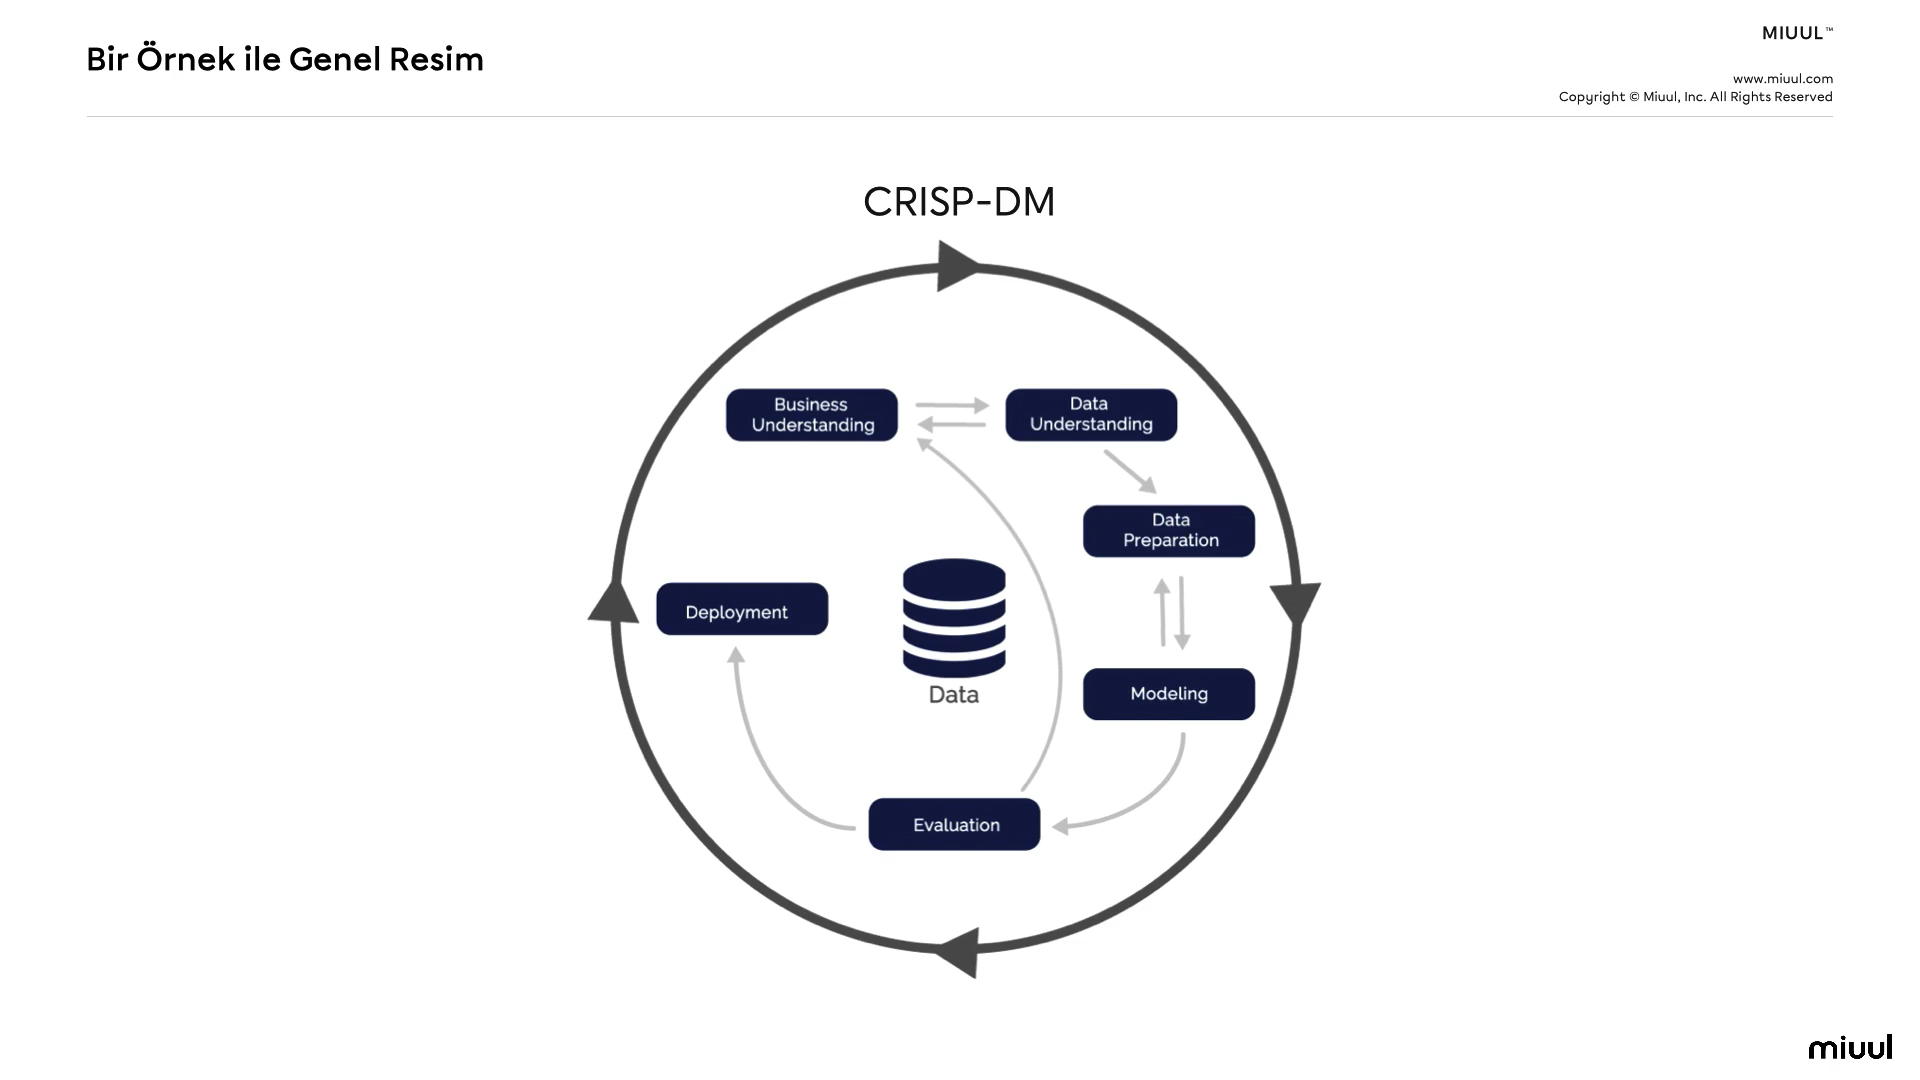 Bir Örnek ile Genel Resim
MIUUL™
www.miuul.com
Copyright © Miuul, Inc. All Rights Reserved
CRISP-DM
Business
Understanding
Data
Understanding
Data
Preparation
Deployment
Data
Modeling
Evaluation
miuul